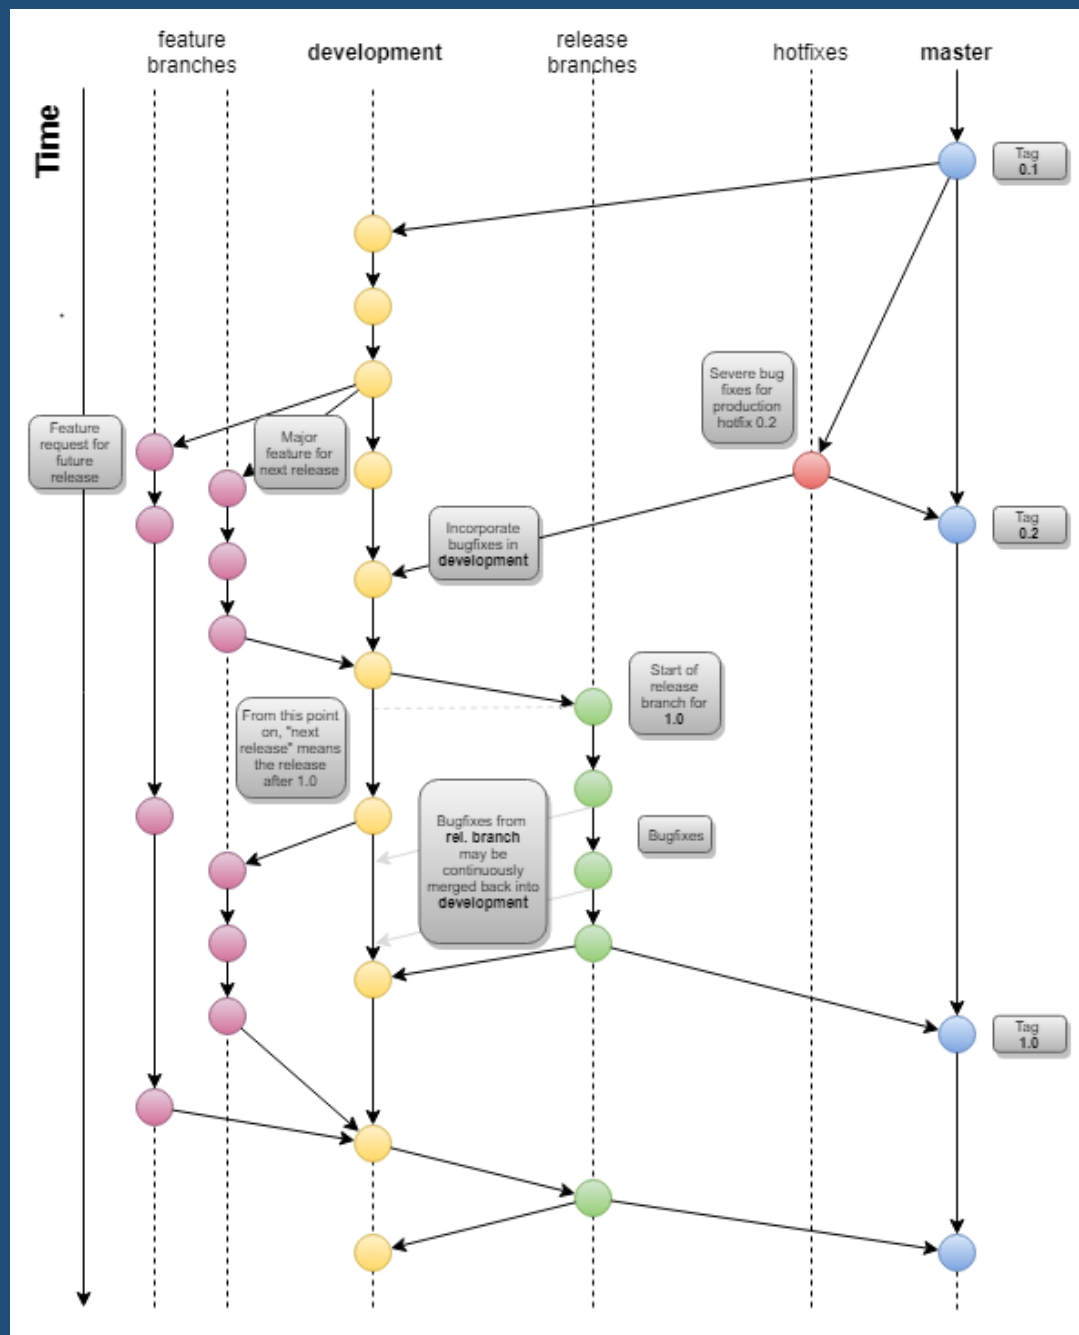 feature
branches
development
release
branches
hotfixes
master
Time
Tag
0.1
Severe bug
fixes for
production
hotfix 0.2
Feature
request for
future
release
Major
feature for
next release
Incorporate
bugfixes in
development
Tag
0.2
Start of
release
branch for
1.0
From this point
on, "next
release" means
the release
after 1.0
Bugfixes from
rel. branch
may be
continuously
merged back into
development
Bugfixes
Tag
1.0